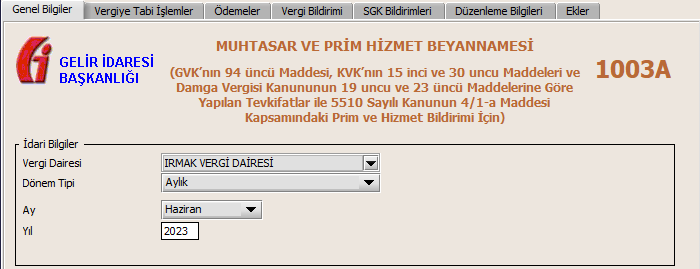 Genel Bilgiler Vergiye Tabi İşlemler Ödemeler Vergi Bildirimi SGK Bildirimleri Düzenleme Bilgileri Ekler
GELİR İDARESİ
BAŞKANLIĞI
MUHTASAR VE PRİM HİZMET BEYANNAMESİ
(GVK'nın 94 üncü Maddesi, KVK'nın 15 inci ve 30 uncu Maddeleri ve
Damga Vergisi Kanununun 19 uncu ve 23 üncü Maddelerine Göre
Yapılan Tevkifatlar ile 5510 Sayılı Kanunun 4/1-a Maddesi
Kapsamındaki Prim ve Hizmet Bildirimi İçin)
1003A
İdari Bilgiler
Vergi Dairesi IRMAK VERGİ DAİRESİ
Dönem Tipi Aylık
Ay Haziran
Yıl 2023